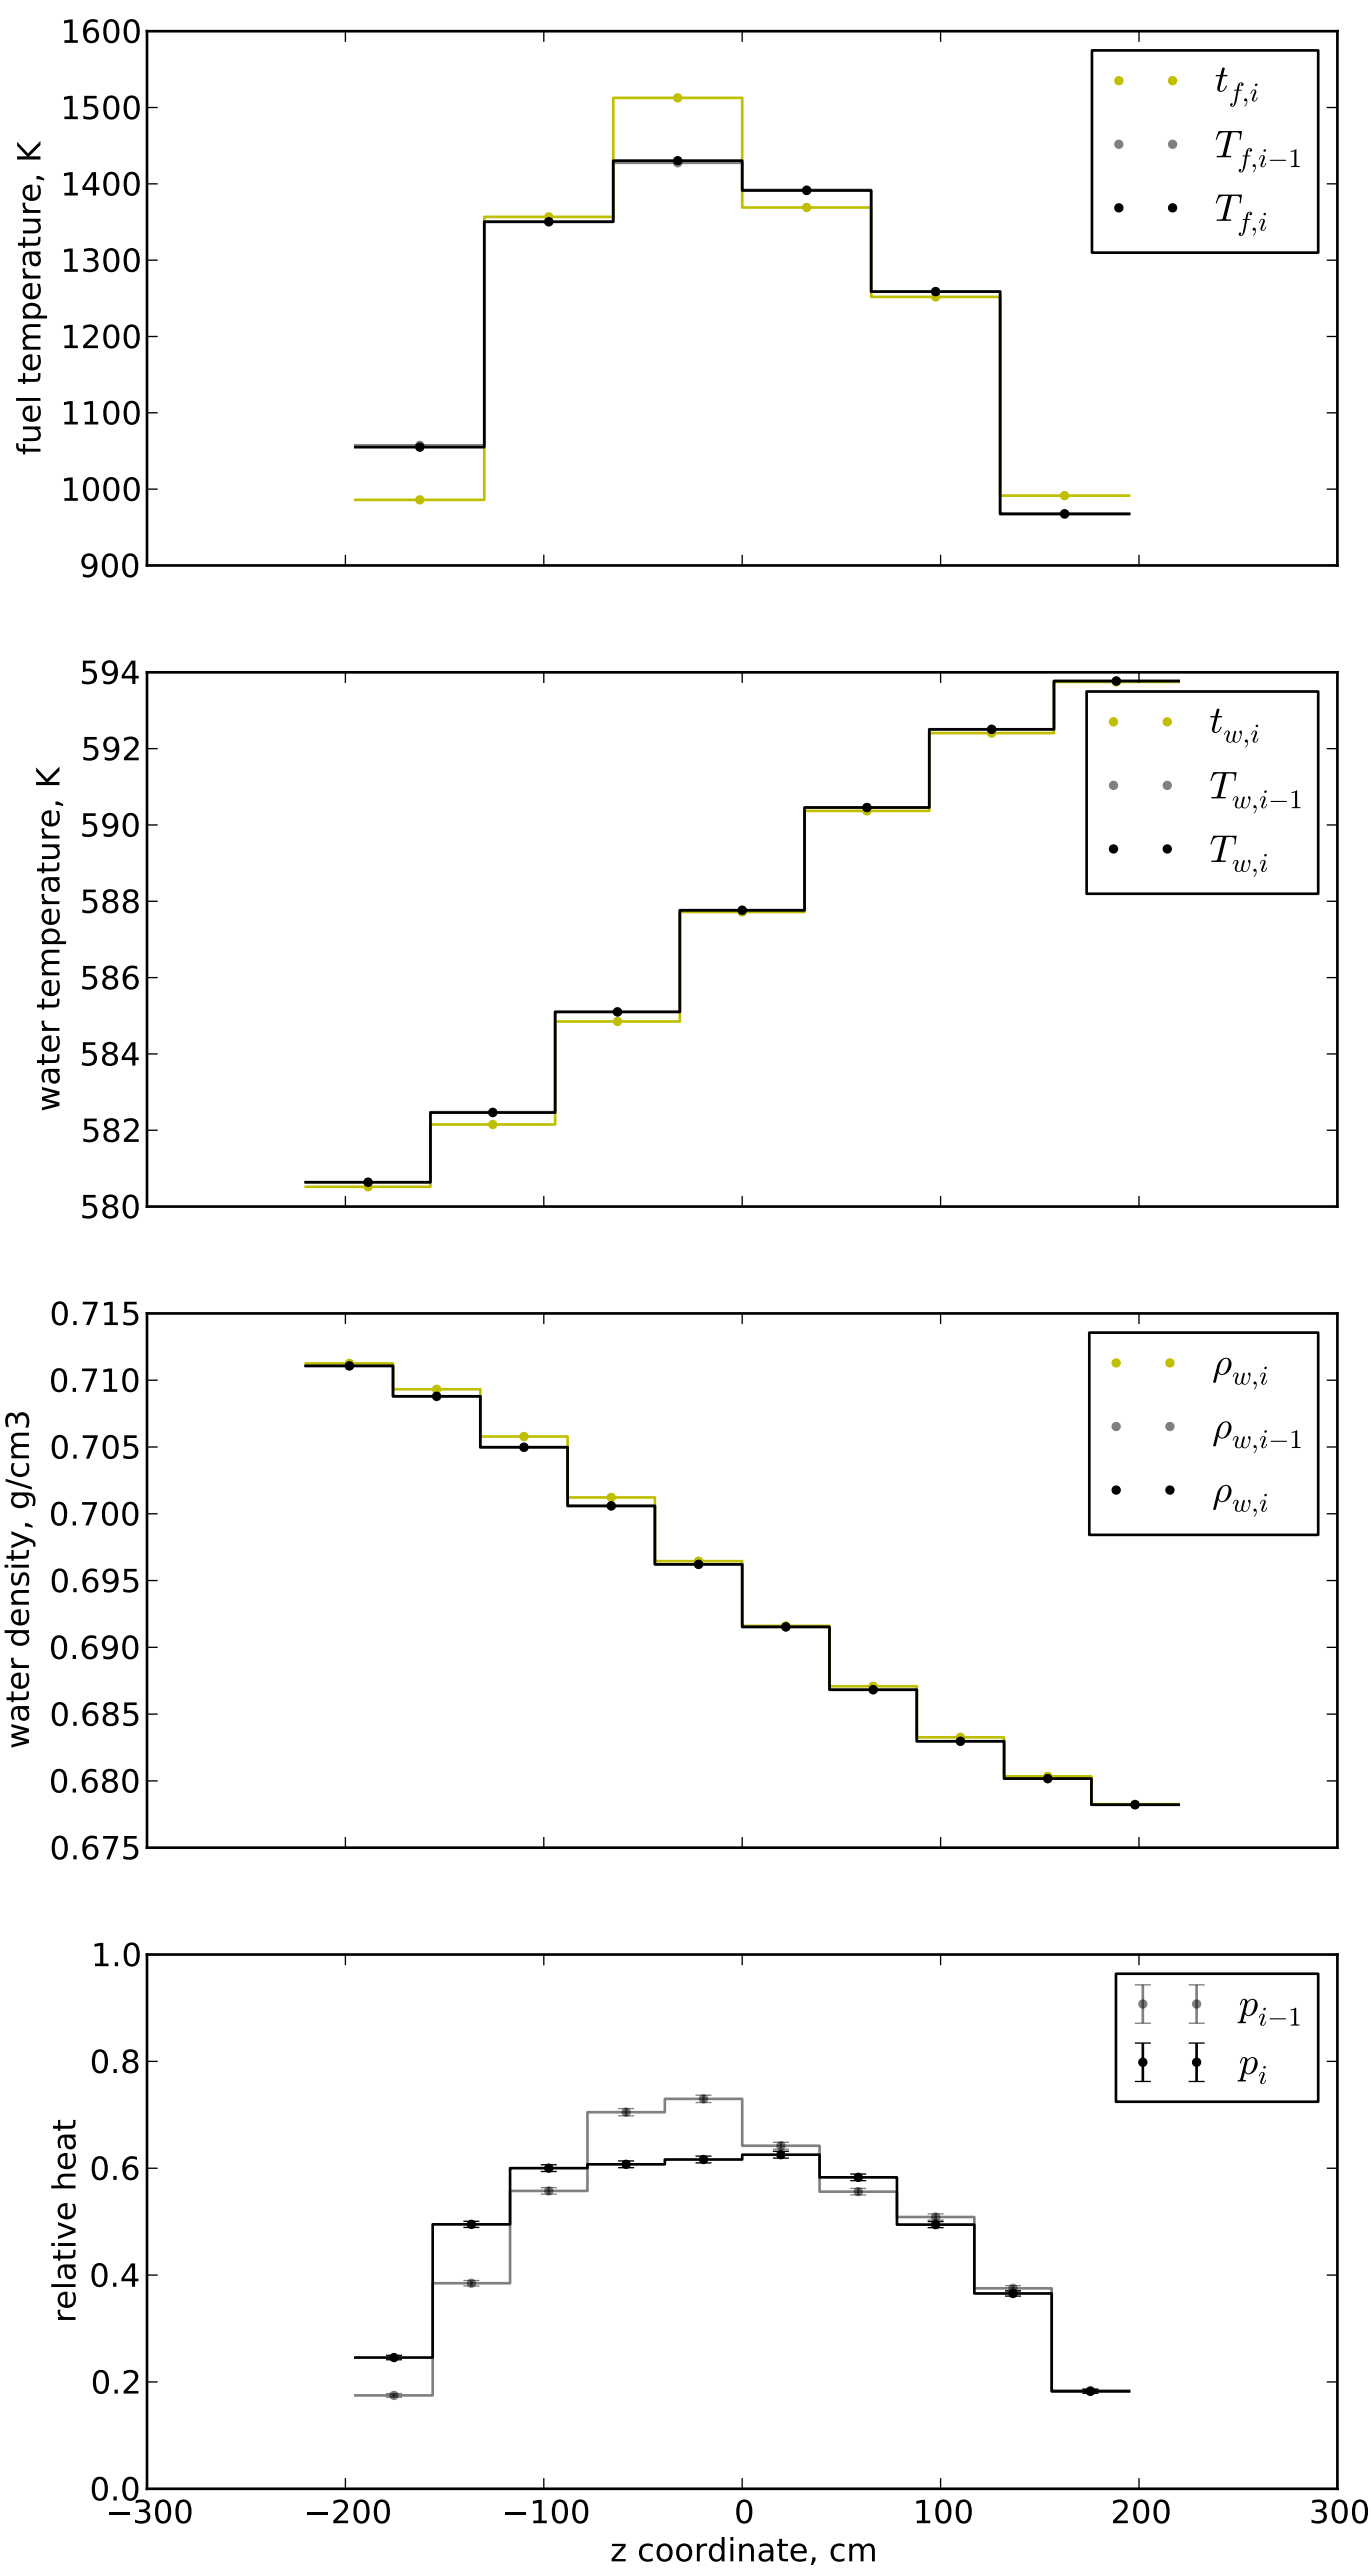 1600
1500
1400
1300
1200
1100
1000
900
fuel temperature, K
t_{f,i}
T_{f,i−1}
T_{f,i}
594
592
590
588
586
584
582
580
water temperature, K
t_{w,i}
T_{w,i−1}
T_{w,i}
0.715
0.710
0.705
0.700
0.695
0.690
0.685
0.680
0.675
water density, g/cm3
ρ_{w,i}
ρ_{w,i−1}
ρ_{w,i}
1.0
0.8
0.6
0.4
0.2
0.0
relative heat
p_{i−1}
p_i
−300 −200 −100 0 100 200 300
z coordinate, cm